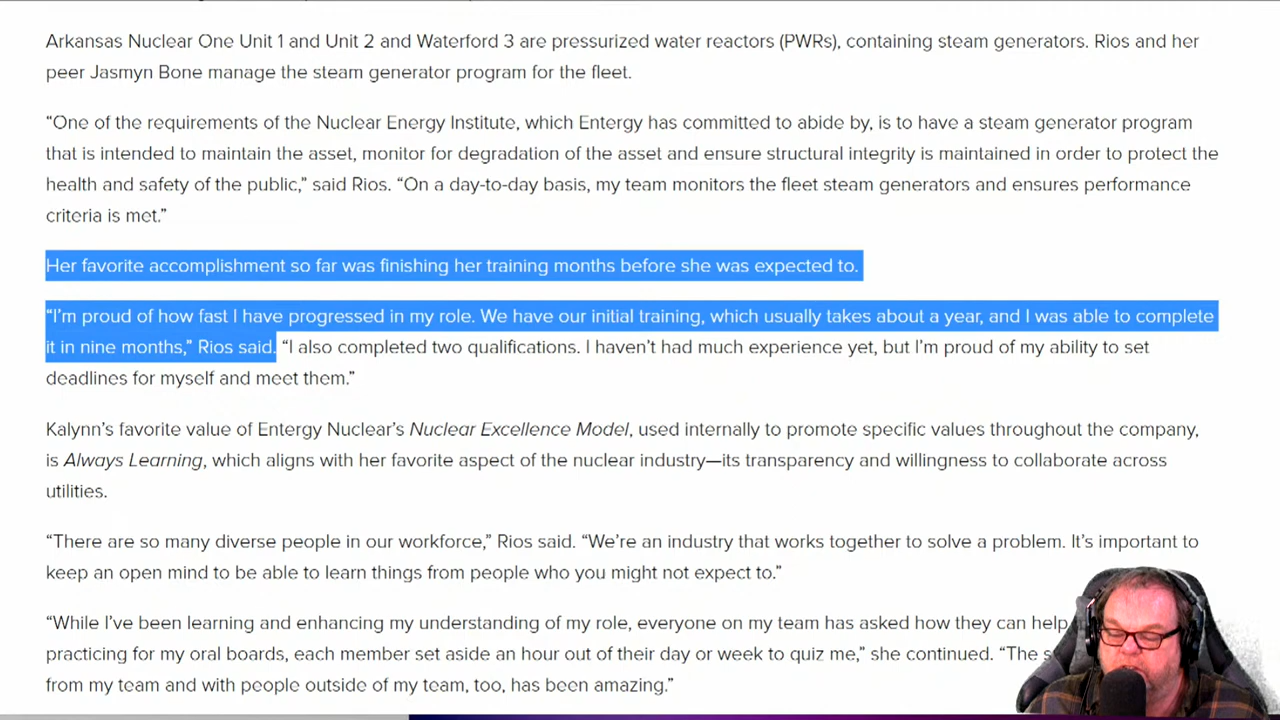 Arkansas Nuclear One Unit 1 and Unit 2 and Waterford 3 are pressurized water reactors (PWRs), containing steam generators. Rios and her
peer Jasmyn Bone manage the steam generator program for the fleet.
“One of the requirements of the Nuclear Energy Institute, which Entergy has committed to abide by, is to have a steam generator program
that is intended to maintain the asset, monitor for degradation of the asset and ensure structural integrity is maintained in order to protect the
health and safety of the public,” said Rios. “On a day-to-day basis, my team monitors the fleet steam generators and ensures performance
criteria is met.”
Her favorite accomplishment so far was finishing her training months before she was expected to.
“I’m proud of how fast I have progressed in my role. We have our initial training, which usually takes about a year, and I was able to complete
it in nine months,” Rios said. “I also completed two qualifications. I haven’t had much experience yet, but I’m proud of my ability to set
deadlines for myself and meet them.”
Kalynn’s favorite value of Entergy Nuclear’s Nuclear Excellence Model, used internally to promote specific values throughout the company,
is Always Learning, which aligns with her favorite aspect of the nuclear industry—its transparency and willingness to collaborate across
utilities.
“There are so many diverse people in our workforce,” Rios said. “We’re an industry that works together to solve a problem. It’s important to
keep an open mind to be able to learn things from people who you might not expect to.”
“While I’ve been learning and enhancing my understanding of my role, everyone on my team has asked how they can help
practicing for my oral boards, each member set aside an hour out of their day or week to quiz me,” she continued. “The
from my team and with people outside of my team, too, has been amazing.”